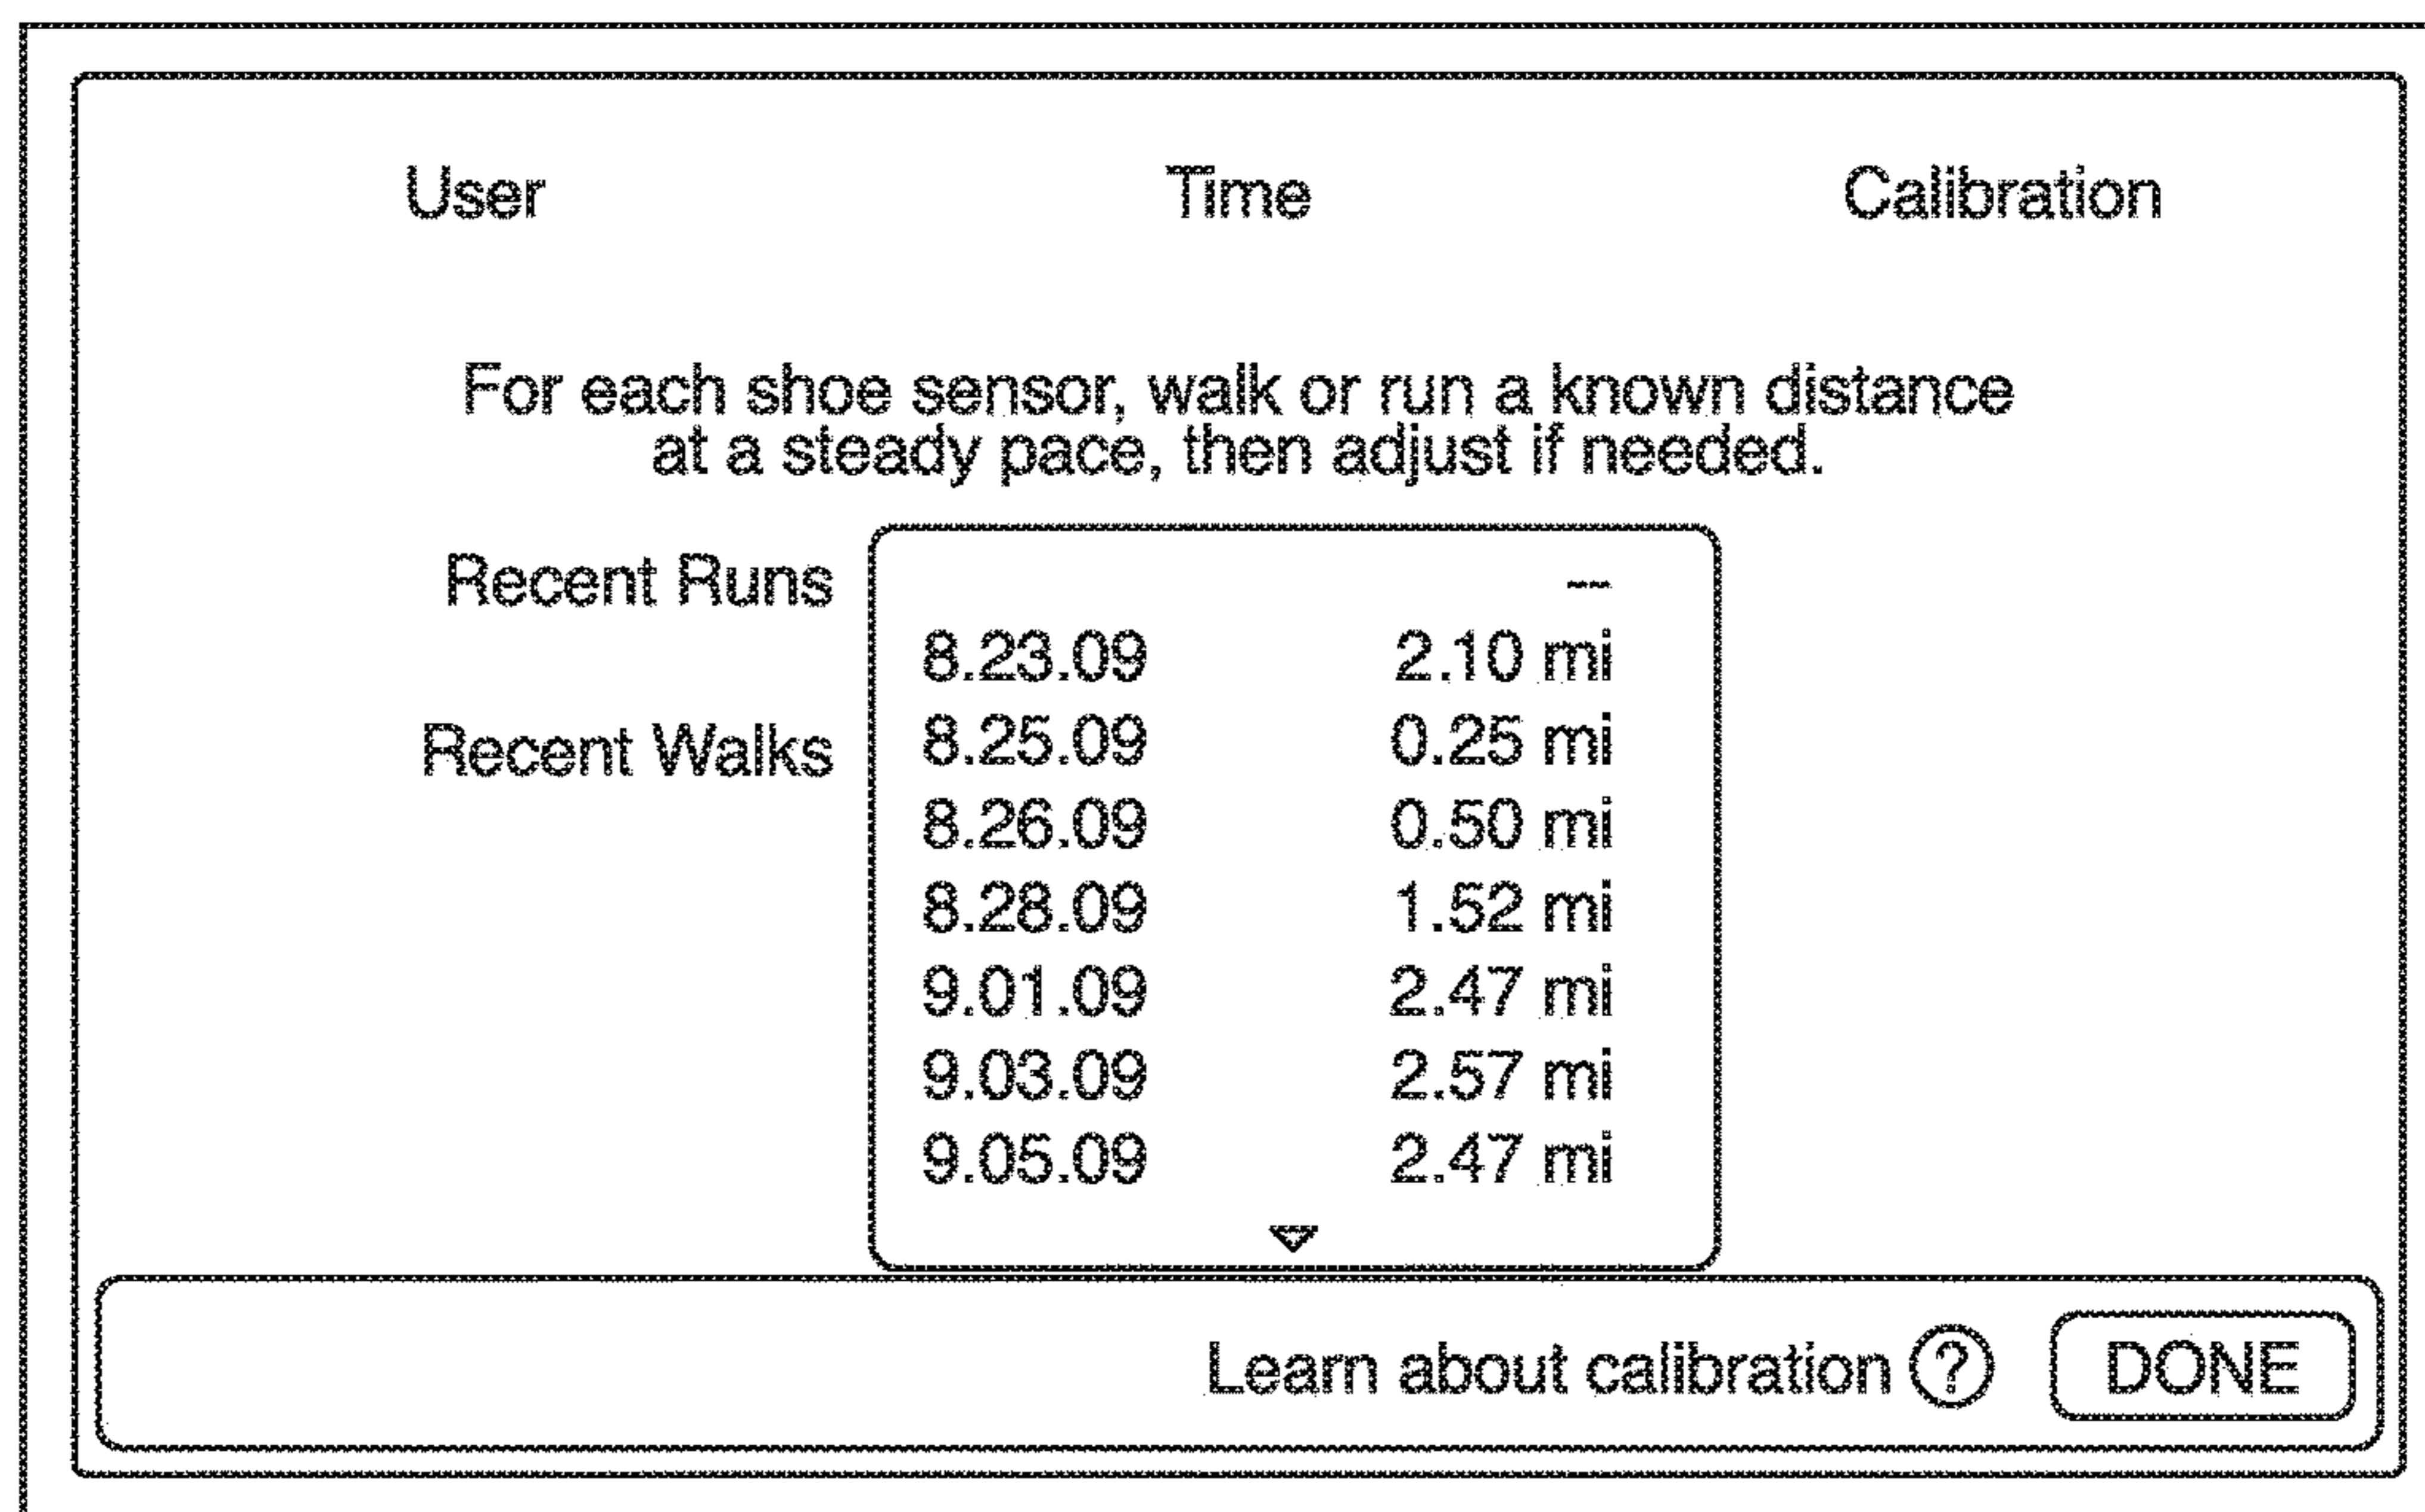 User Time Calibration
For each shoe sensor, walk or run a known distance
at a steady pace, then adjust if needed.
Recent Runs --
8.23.09 2.10 mi
Recent Walks 8.25.09 0.25 mi
8.26.09 0.50 mi
8.28.09 1.52 mi
9.01.09 2.47 mi
9.03.09 2.57 mi
9.05.09 2.47 mi
Learn about calibration ? DONE